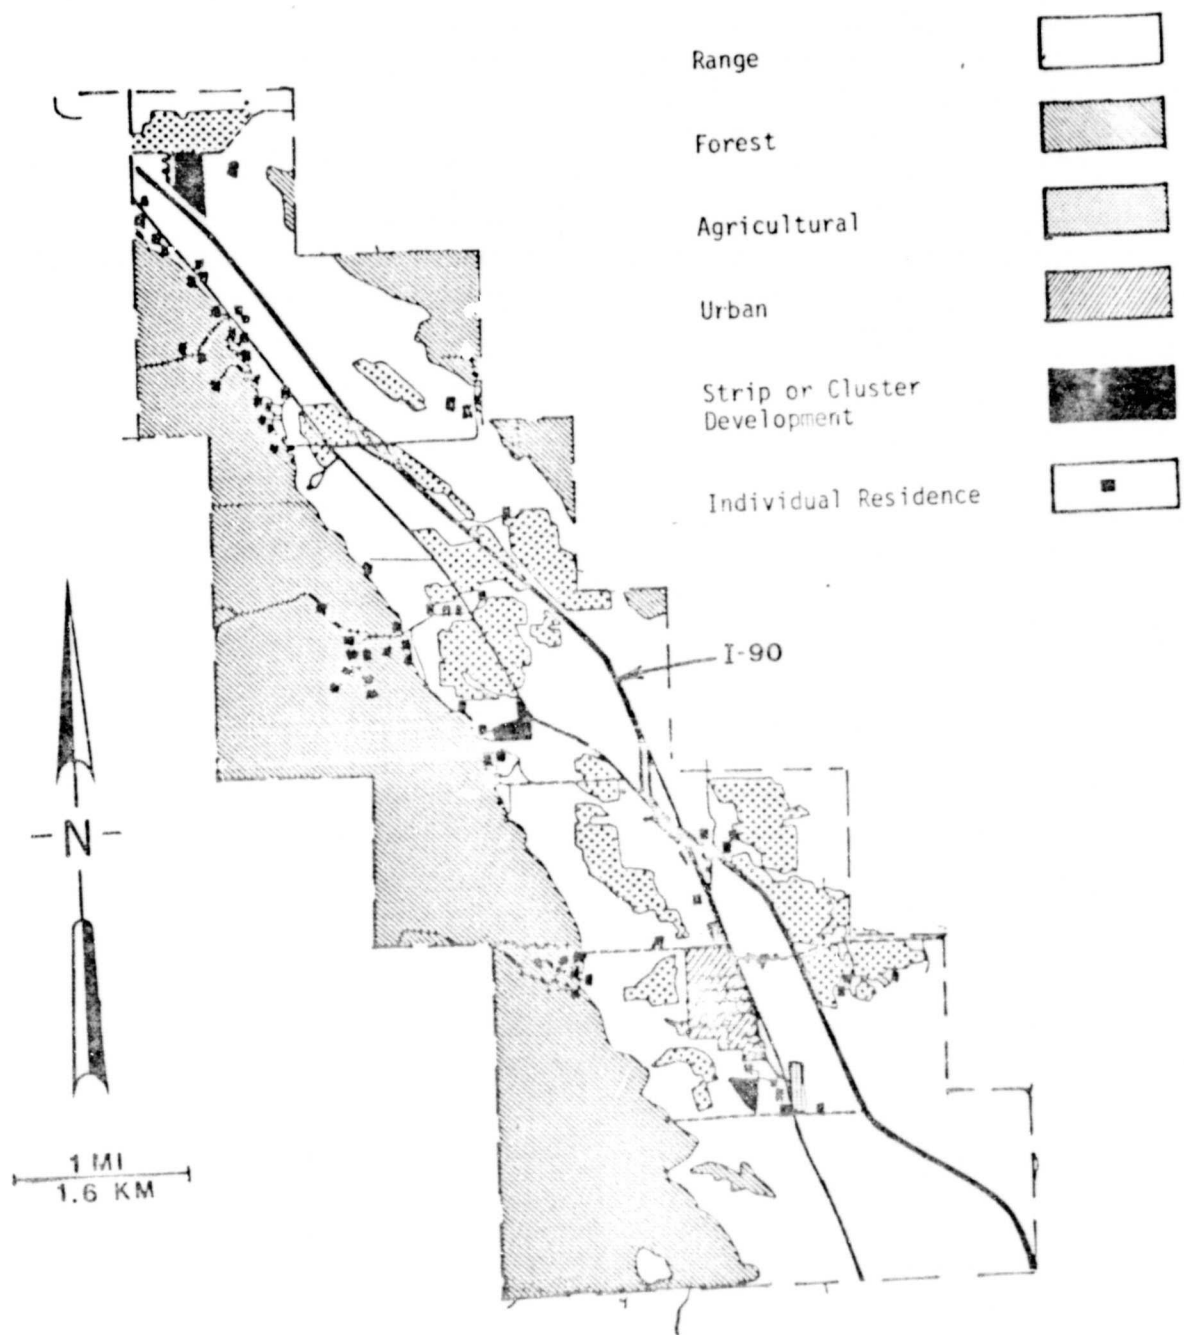 Range
Forest
Agricultural
Urban
Strip or Cluster
Development
Individual Residence
I-90
N
1 MI
1.6 KM